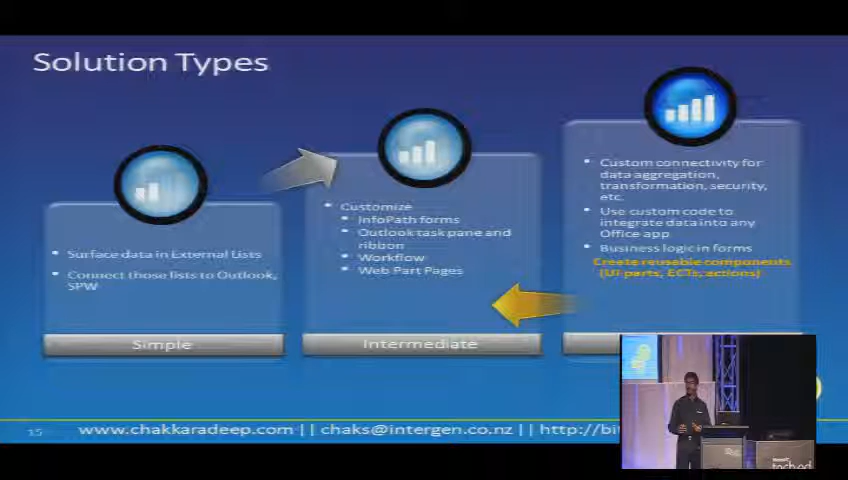 Solution Types
Surface data in External Lists
Connect those lists to Outlook,
SPW
Simple
Customize
InfoPath forms
Outlook task pane and
ribbon
Workflow
Web Part Pages
Intermediate
Custom connectivity for
data aggregation,
transformation, security,
etc.
Use custom code to
integrate data into any
Office app
Business logic in forms
Create reusable components
(UI parts, ECTs, actions)
15
www.chakkaradeep.com || chaks@intergen.co.nz || http://bi
tech.ed